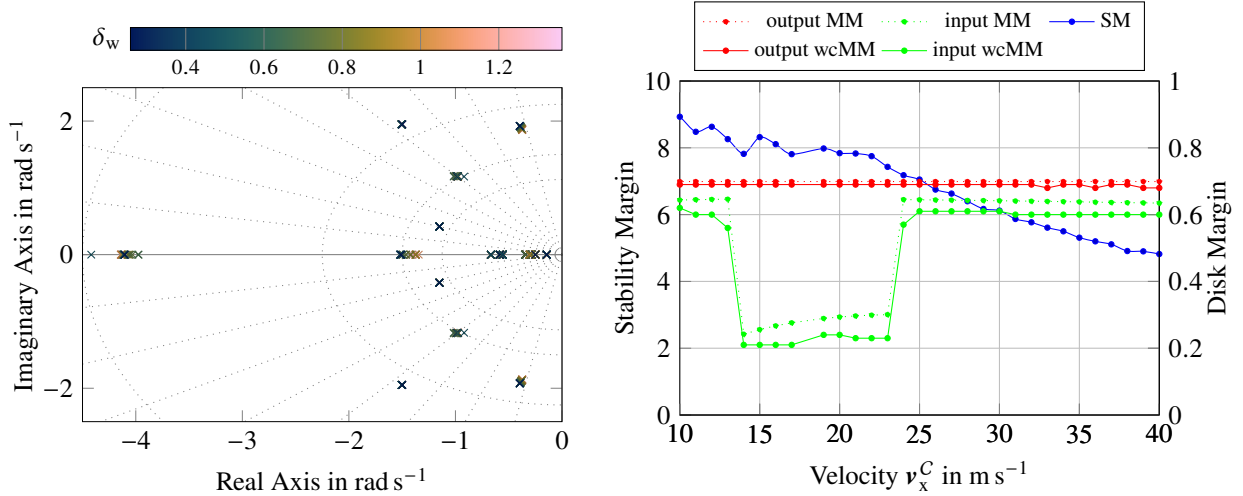 δw
0.4 0.6 0.8 1 1.2
2
0
−2
−4 −3 −2 −1 0
Imaginary Axis in rad s−1
Real Axis in rad s−1
output MM input MM SM
output wcMM input wcMM
10 1
8 0.8
6 0.6
4 0.4
2 0.2
0 0
10 15 20 25 30 35 40
Stability Margin
Disk Margin
Velocity vxC in m s−1